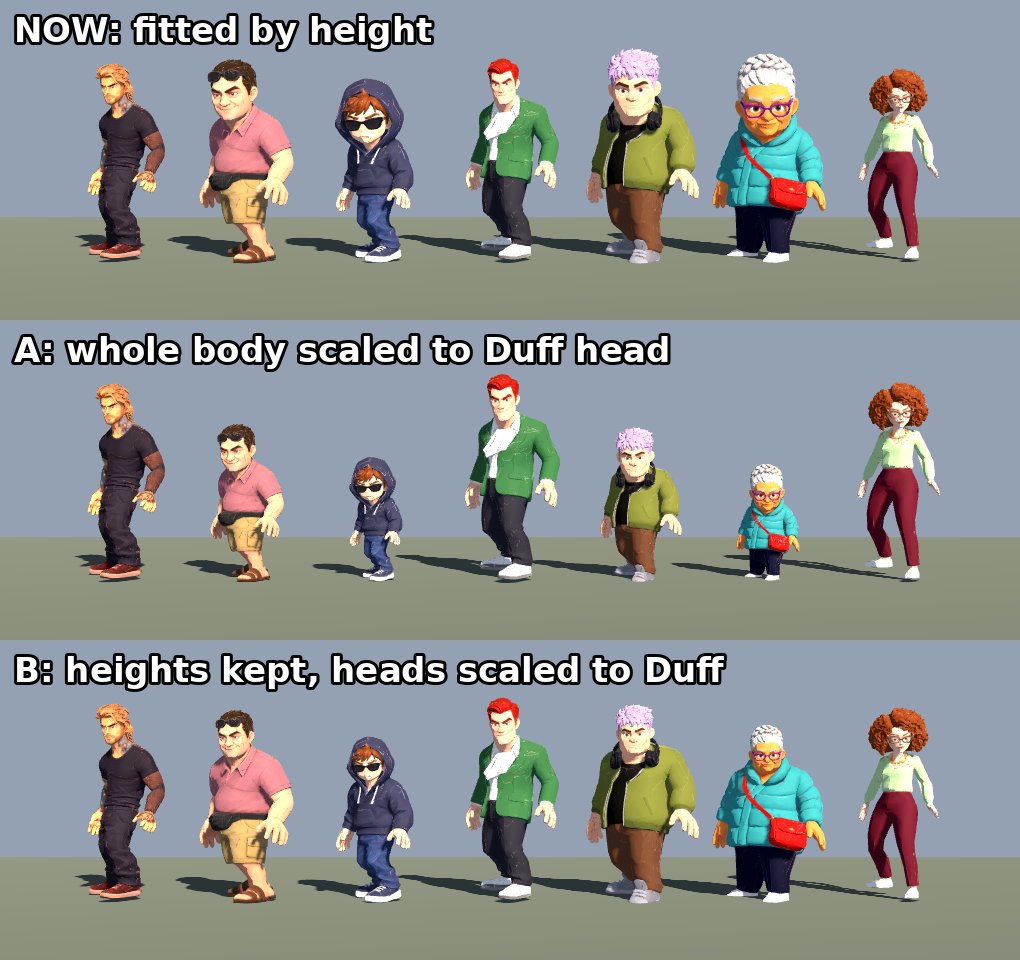 NOW: fitted by height
A: whole body scaled to Duff head
B: heights kept, heads scaled to Duff